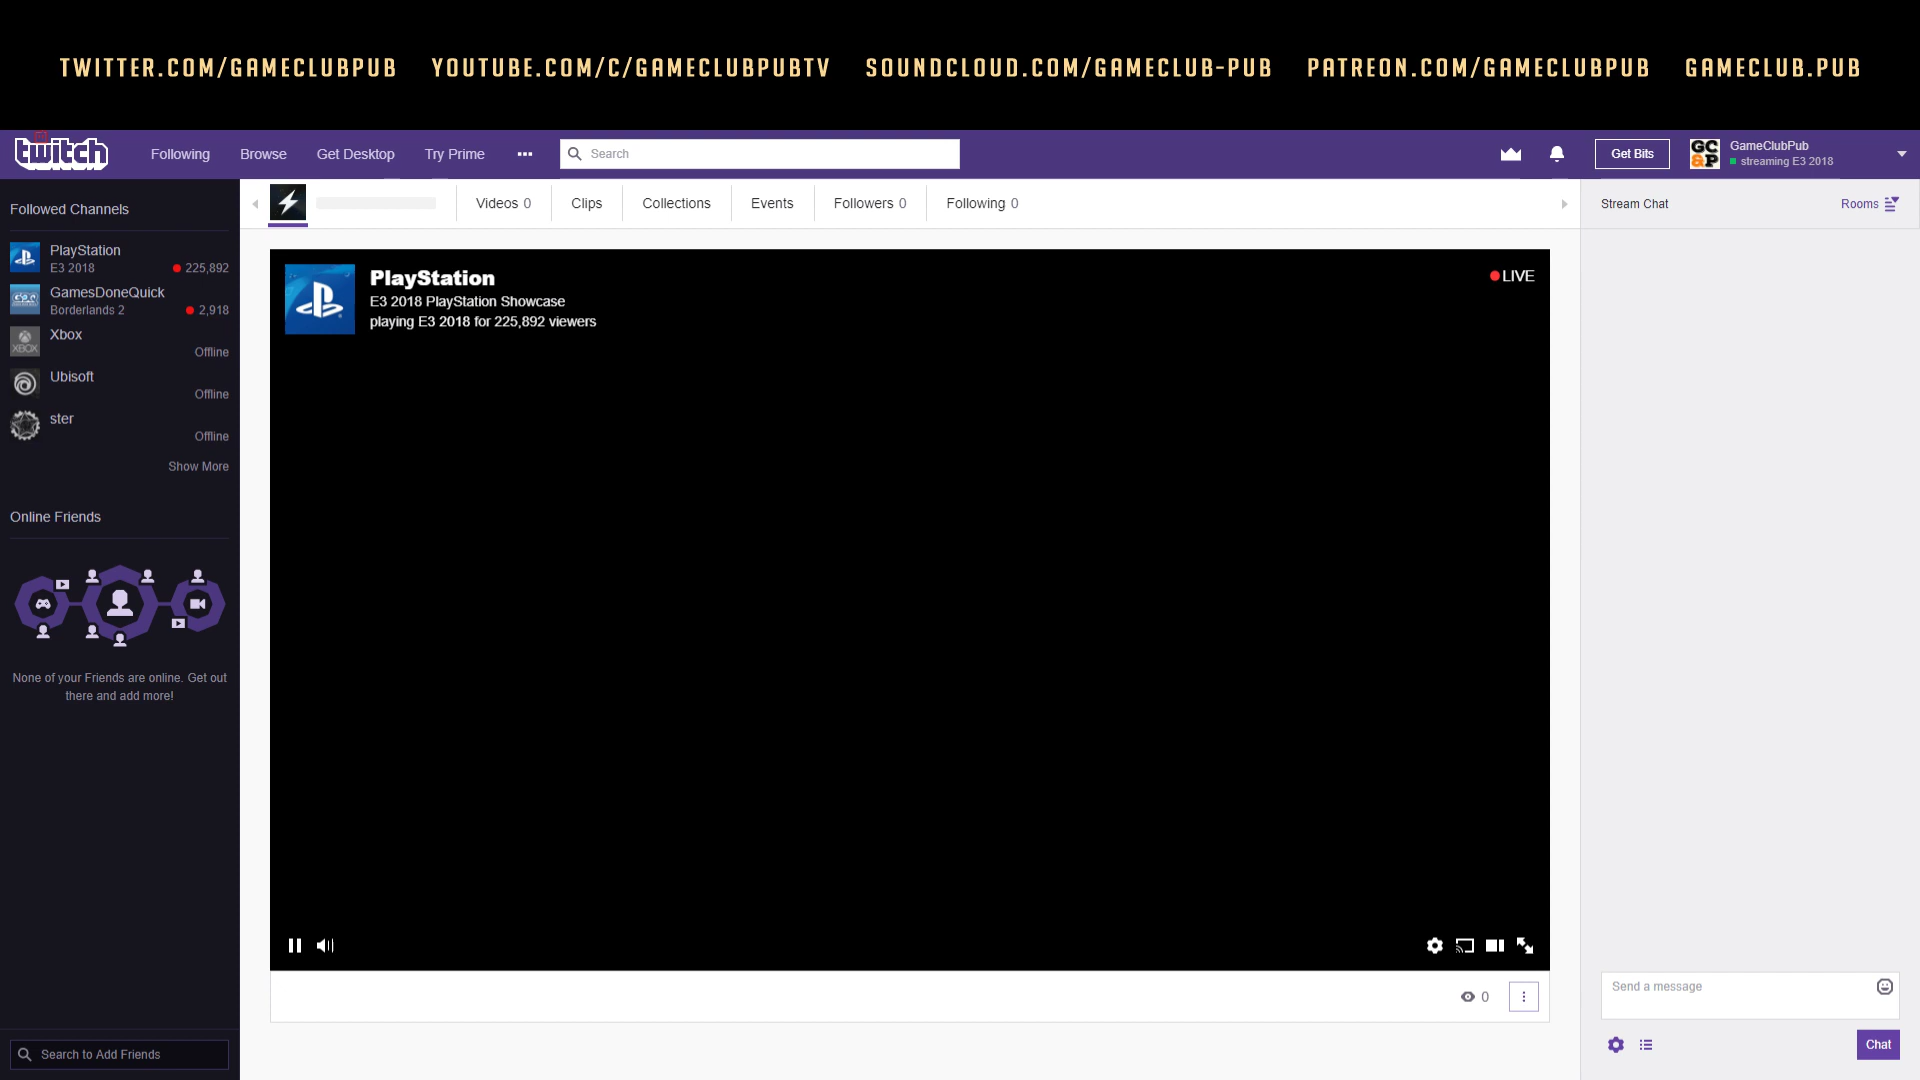 TWITTER.COM/GAMECLUBPUB YOUTUBE.COM/C/GAMECLUBPUBTV SOUNDCLOUD.COM/GAMECLUB-PUB PATREON.COM/GAMECLUBPUB GAMECLUB.PUB
twitch Following Browse Get Desktop Try Prime Search Get Bits GC&P GameClubPub
streaming E3 2018
Followed Channels
Videos 0 Clips Collections Events Followers 0 Following 0
Stream Chat Rooms
PlayStation
E3 2018 225,892
GamesDoneQuick
Borderlands 2 2,918
Xbox
XBOX
Offline
Ubisoft
Offline
ster
Offline
Show More
Online Friends
None of your Friends are online. Get out
there and add more!
Search to Add Friends
PlayStation
E3 2018 PlayStation Showcase
playing E3 2018 for 225,892 viewers
LIVE
0
Send a message
Chat